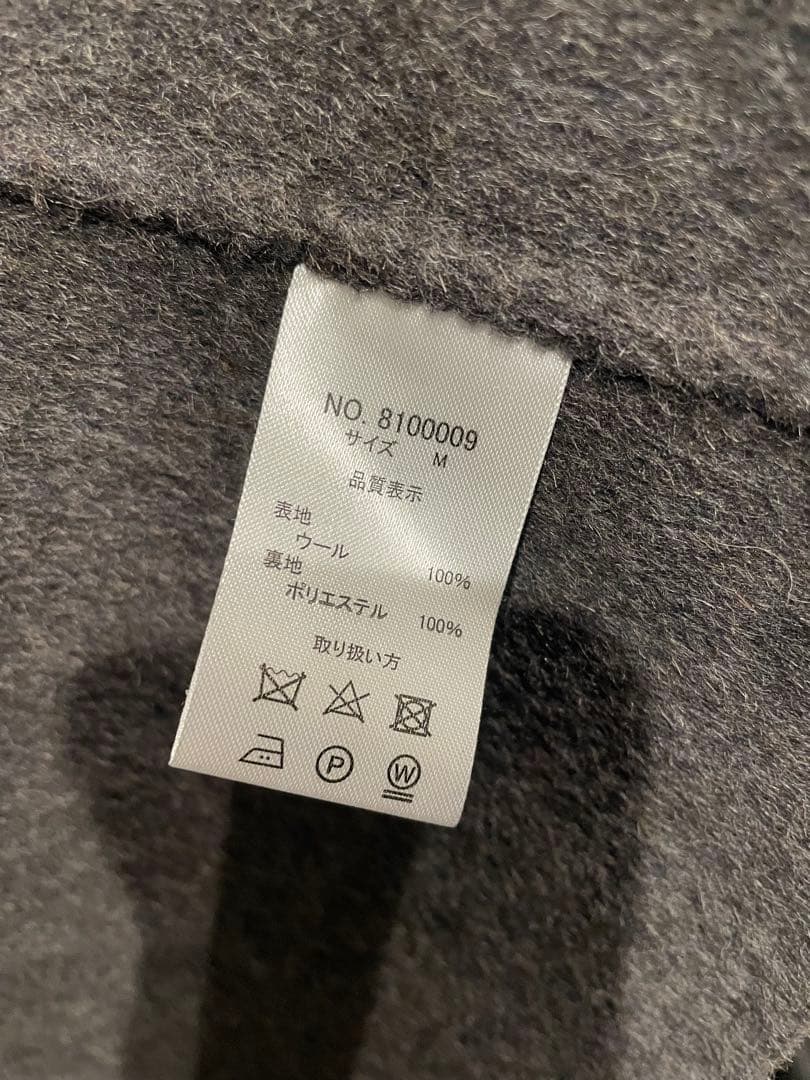 NO. 8100009
サイズ M
品質表示
表地
ウール 100%
裏地
ポリエステル 100%
取り扱い方
P
W